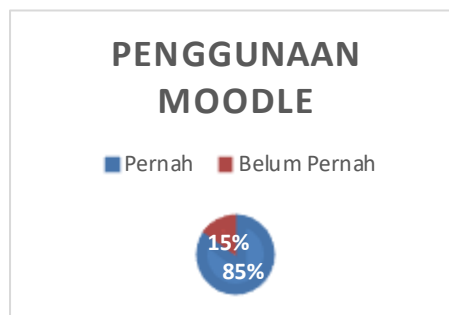 PENGGUNAAN
MOODLE
Pernah Belum Pernah
15%
85%